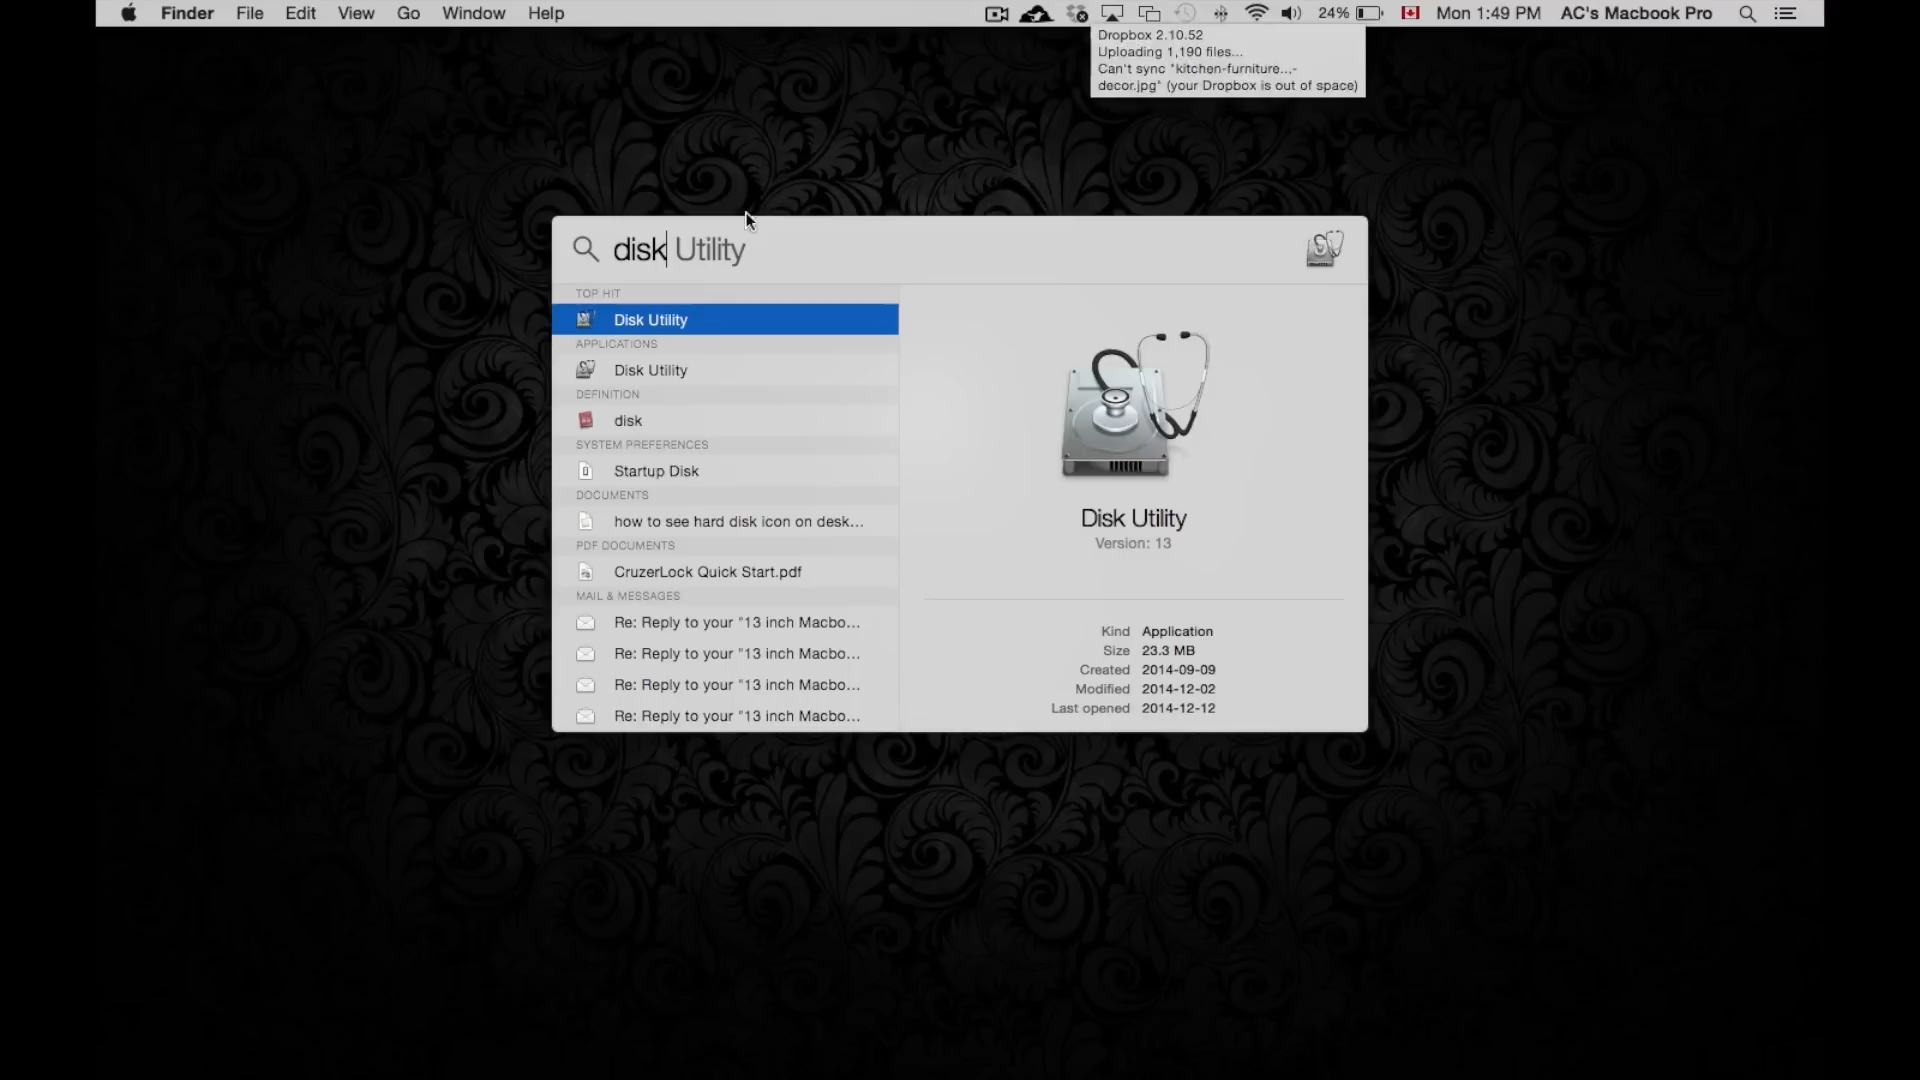 Finder File Edit View Go Window Help 24% Mon 1:49 PM AC's Macbook Pro
Dropbox 2.10.52
Uploading 1,190 files...
Can't sync "kitchen-furniture...-
decor.jpg" (your Dropbox is out of space)
disk Utility
TOP HIT
Disk Utility
APPLICATIONS
Disk Utility
DEFINITION
disk
SYSTEM PREFERENCES
Startup Disk
DOCUMENTS
how to see hard disk icon on desk...
PDF DOCUMENTS
CruzerLock Quick Start.pdf
MAIL & MESSAGES
Re: Reply to your "13 inch Macbo...
Re: Reply to your "13 inch Macbo...
Re: Reply to your "13 inch Macbo...
Re: Reply to your "13 inch Macbo...
Disk Utility
Version: 13
Kind Application
Size 23.3 MB
Created 2014-09-09
Modified 2014-12-02
Last opened 2014-12-12